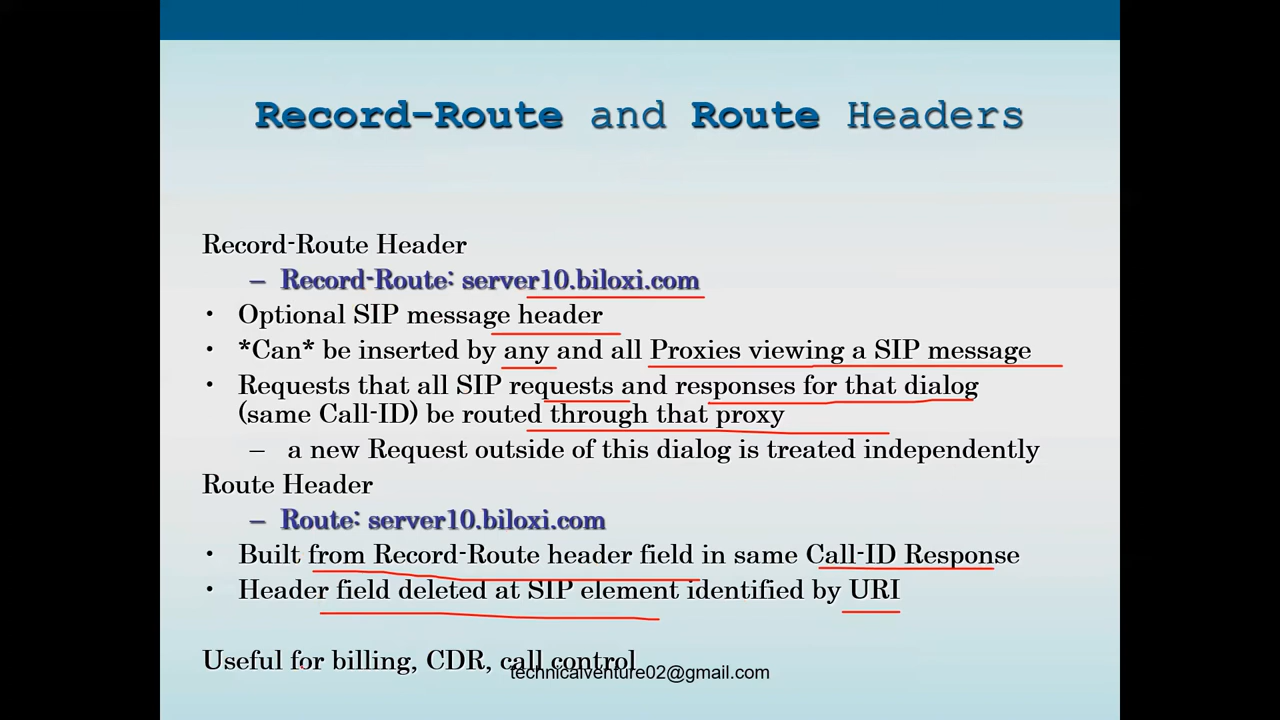 Record-Route and Route Headers
Record-Route Header
– Record-Route: server10.biloxi.com
• Optional SIP message header
• *Can* be inserted by any and all Proxies viewing a SIP message
• Requests that all SIP requests and responses for that dialog
(same Call-ID) be routed through that proxy
– a new Request outside of this dialog is treated independently
Route Header
– Route: server10.biloxi.com
• Built from Record-Route header field in same Call-ID Response
• Header field deleted at SIP element identified by URI
Useful for billing, CDR, call control
technicalventure02@gmail.com